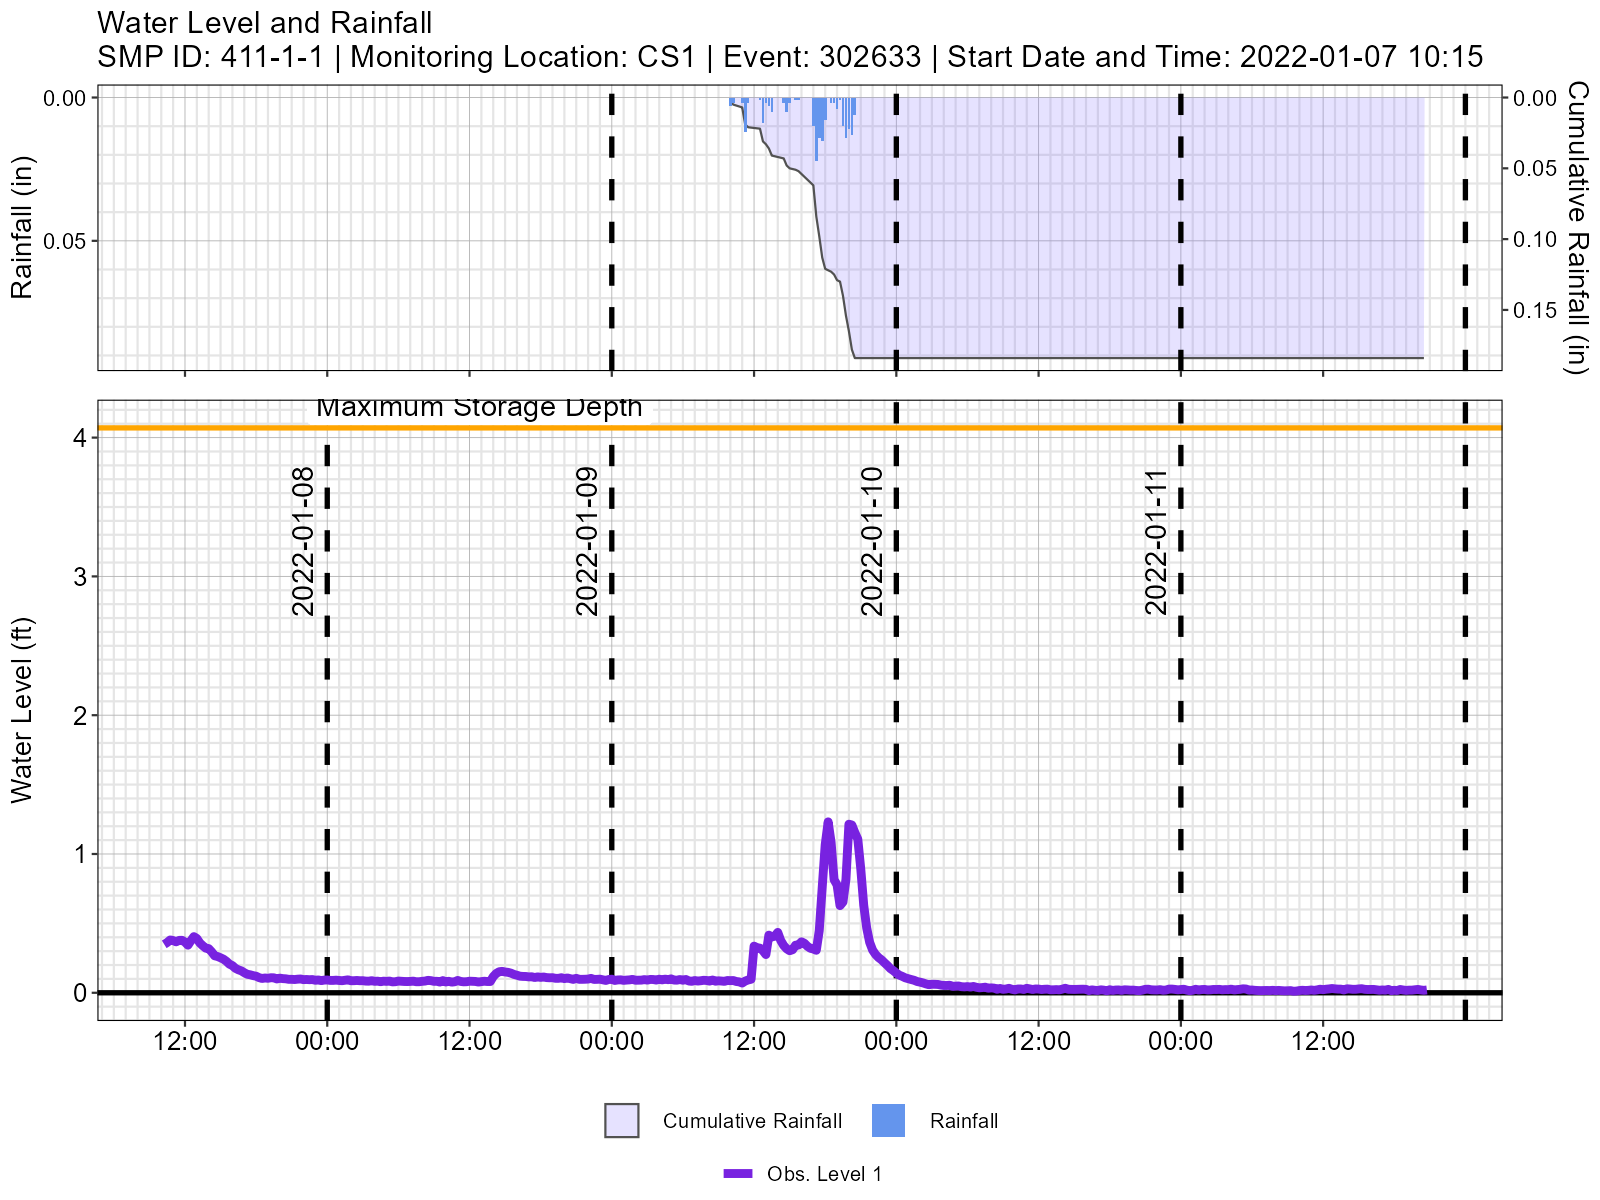 Water Level and Rainfall
SMP ID: 411-1-1 | Monitoring Location: CS1 | Event: 302633 | Start Date and Time: 2022-01-07 10:15
0.00
0.05
Rainfall (in)
0.00
0.05
0.10
0.15
Cumulative Rainfall (in)
Maximum Storage Depth
4
3
2
1
0
Water Level (ft)
2022-01-08
2022-01-09
2022-01-10
2022-01-11
12:00 00:00 12:00 00:00 12:00 00:00 12:00 00:00 12:00
Cumulative Rainfall Rainfall
Obs. Level 1